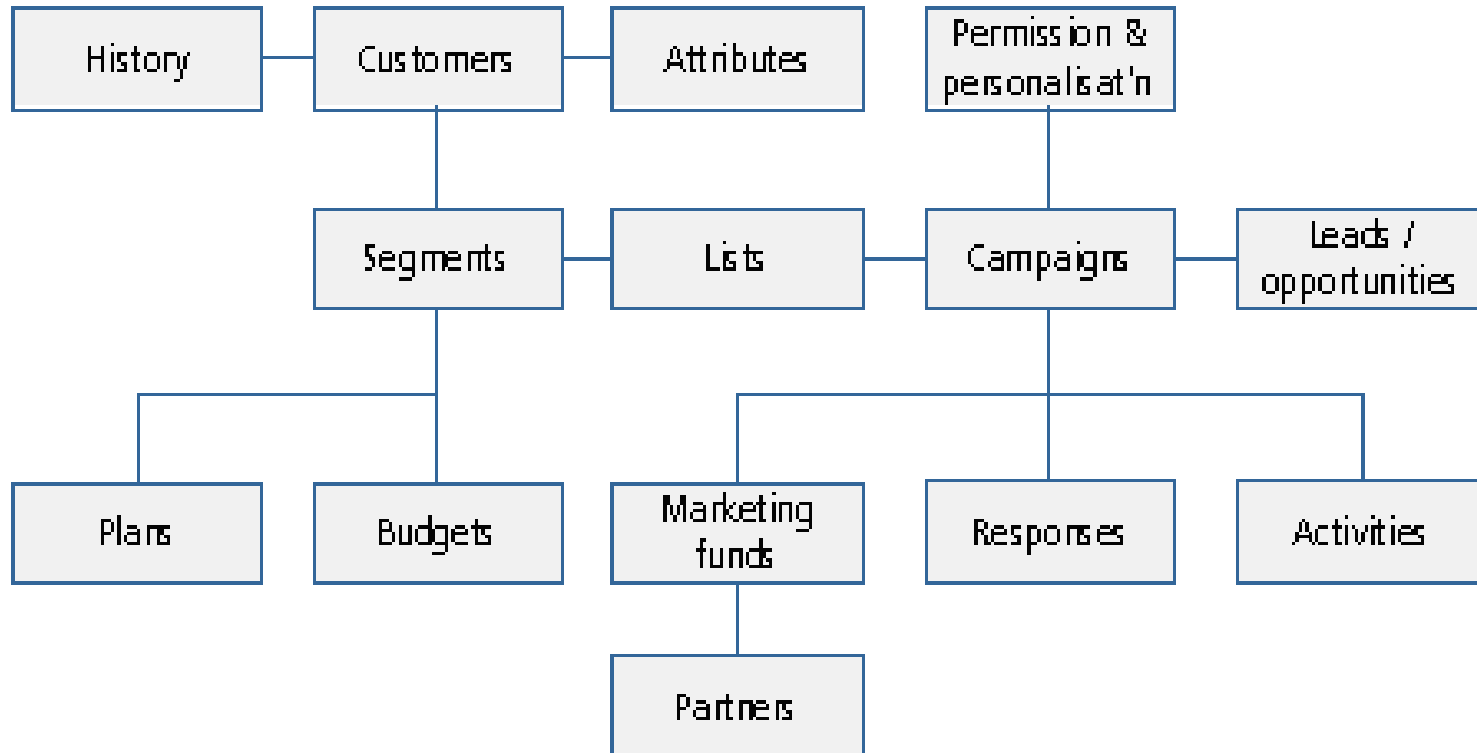 History
Customers
Attributes
Permission &
personalisat'n
Segments
Lists
Campaigns
Leads /
opportunities
Plans
Budgets
Marketing
funds
Responses
Activities
Partners